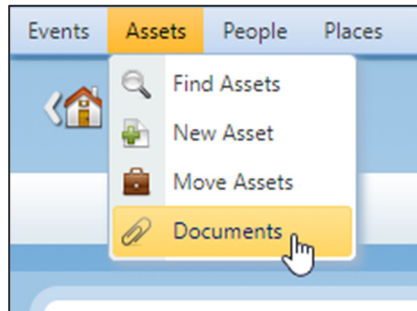 Events Assets People Places
Find Assets
New Asset
Move Assets
Documents